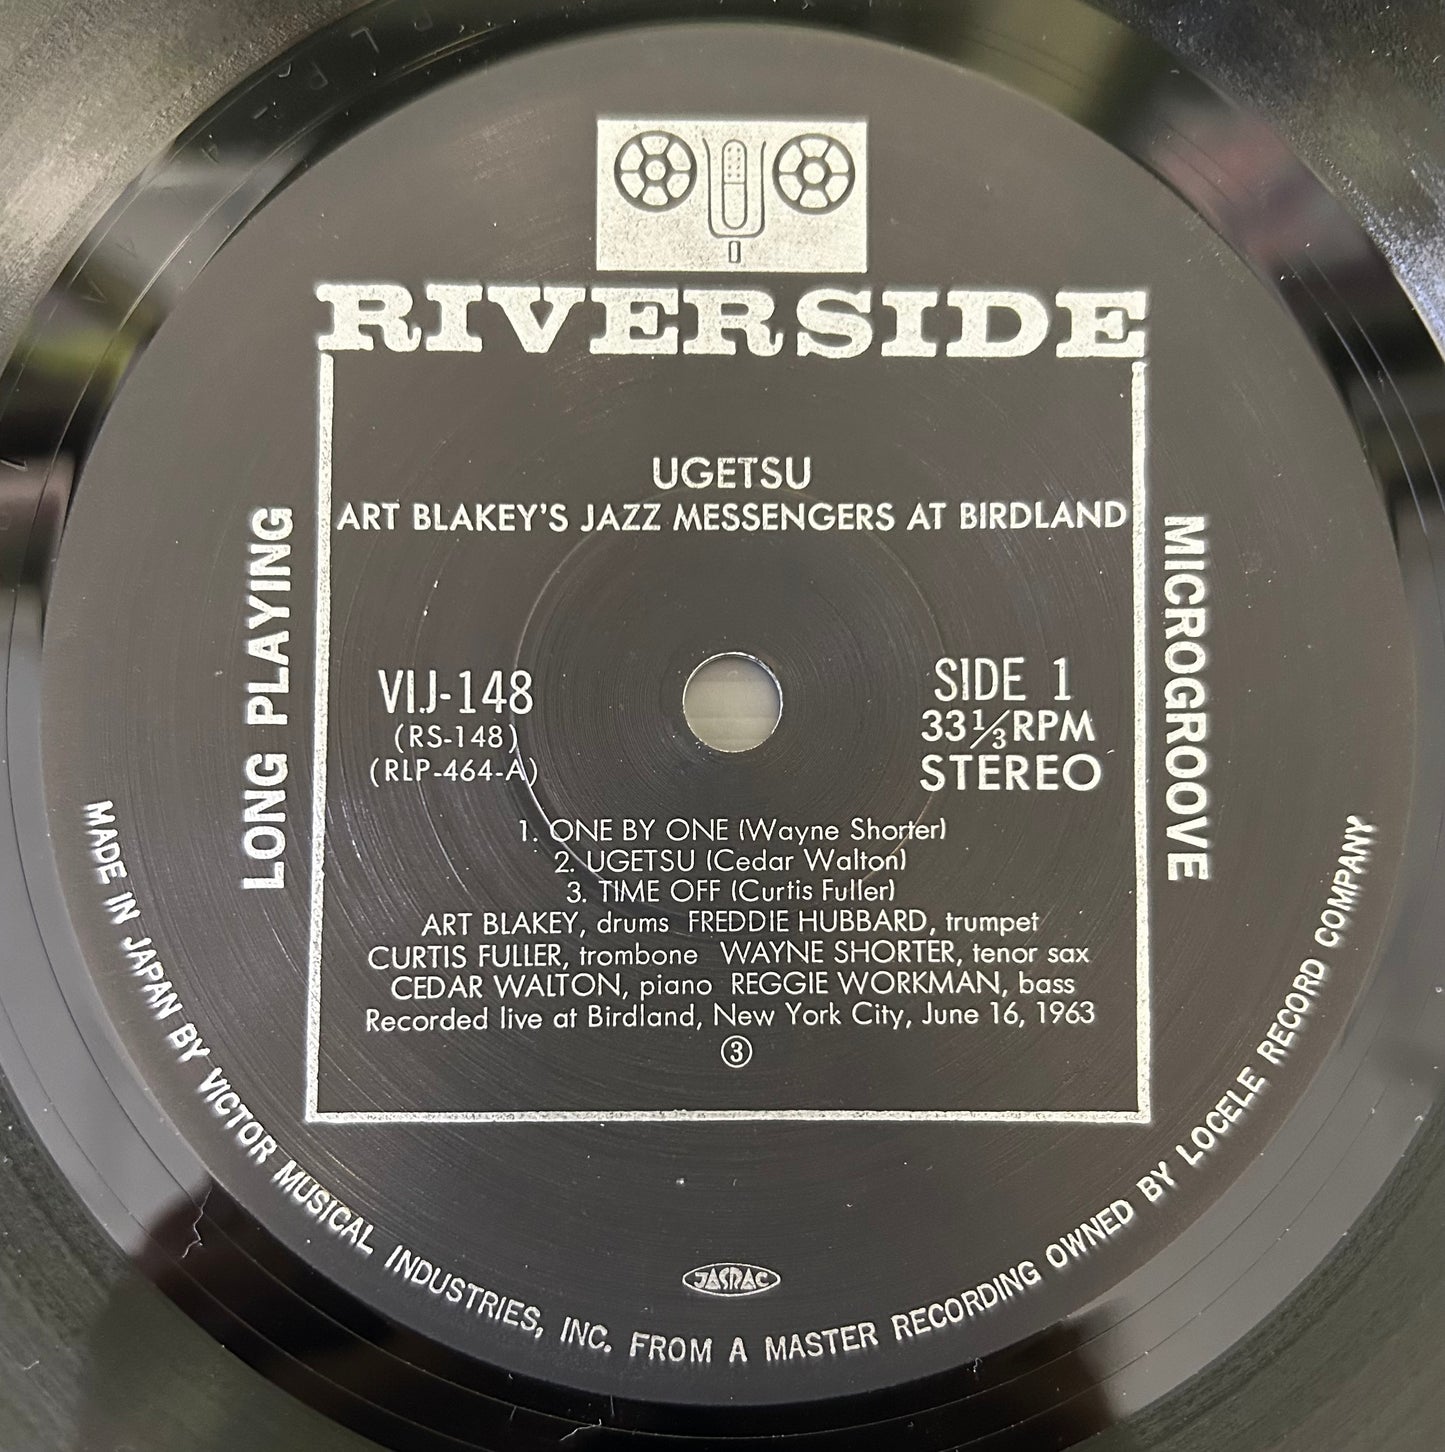 RIVERSIDE
UGETSU
ART BLAKEY'S JAZZ MESSENGERS AT BIRDLAND
LONG PLAYING
MICROGROOVE
VIJ-148
(RS-148)
(RLP-464-A)
SIDE 1
33 1/3 RPM
STEREO
1. ONE BY ONE (Wayne Shorter)
2. UGETSU (Cedar Walton)
3. TIME OFF (Curtis Fuller)
ART BLAKEY, drums FREDDIE HUBBARD, trumpet
CURTIS FULLER, trombone WAYNE SHORTER, tenor sax
CEDAR WALTON, piano REGGIE WORKMAN, bass
Recorded live at Birdland, New York City, June 16, 1963
③
JASRAC
MADE IN JAPAN BY VICTOR MUSICAL INDUSTRIES, INC. FROM A MASTER RECORDING OWNED BY LOCELE RECORD COMPANY